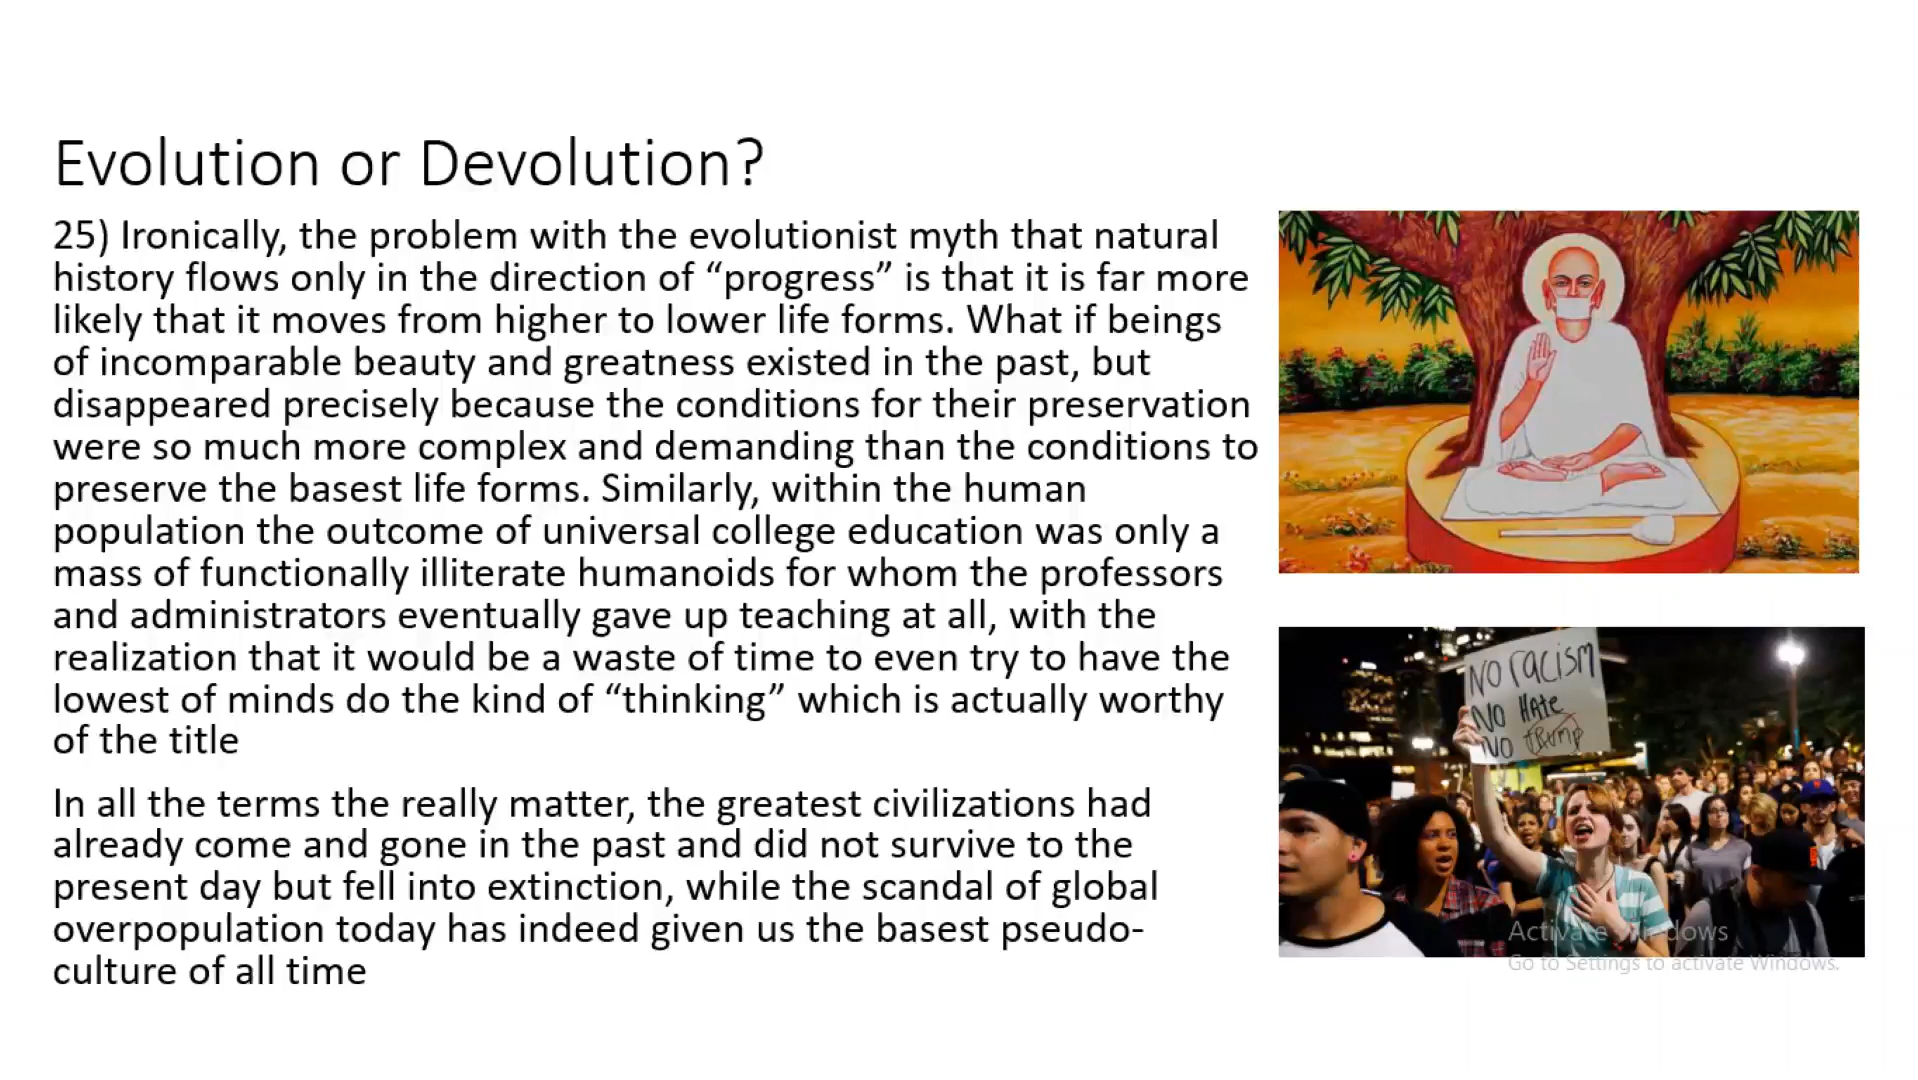 Evolution or Devolution?
25) Ironically, the problem with the evolutionist myth that natural
history flows only in the direction of “progress” is that it is far more
likely that it moves from higher to lower life forms. What if beings
of incomparable beauty and greatness existed in the past, but
disappeared precisely because the conditions for their preservation
were so much more complex and demanding than the conditions to
preserve the basest life forms. Similarly, within the human
population the outcome of universal college education was only a
mass of functionally illiterate humanoids for whom the professors
and administrators eventually gave up teaching at all, with the
realization that it would be a waste of time to even try to have the
lowest of minds do the kind of “thinking” which is actually worthy
of the title
In all the terms the really matter, the greatest civilizations had
already come and gone in the past and did not survive to the
present day but fell into extinction, while the scandal of global
overpopulation today has indeed given us the basest pseudo-
culture of all time
No racism
No HAte
No trump
Activate Windows
Go to Settings to activate Windows.